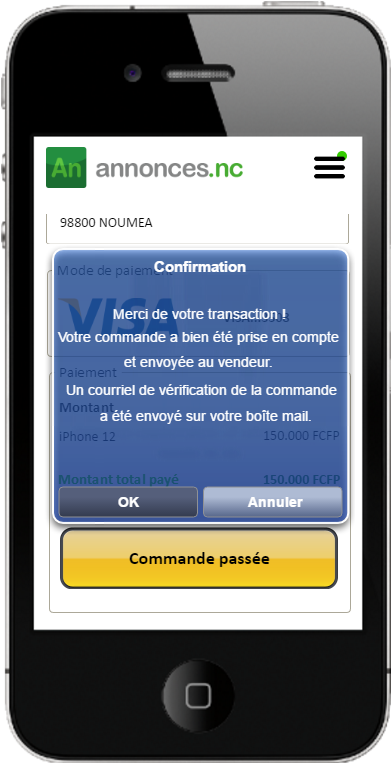 An annonces.nc
98800 NOUMEA
Mode de paiement
Confirmation
VISA
Merci de votre transaction !
Votre commande a bien été prise en compte
et envoyée au vendeur.
Paiement
Un courriel de vérification de la commande
Montant
a été envoyé sur votre boîte mail.
iPhone 12 150.000 FCFP
Montant total payé 150.000 FCFP
OK Annuler
Commande passée